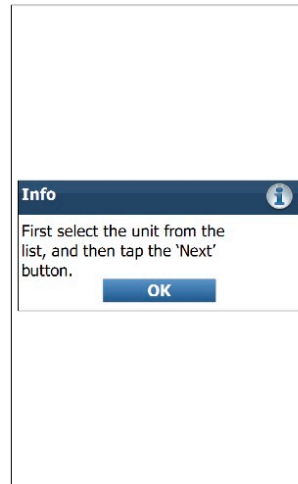 Info
First select the unit from the
list, and then tap the ‘Next’
button.
OK